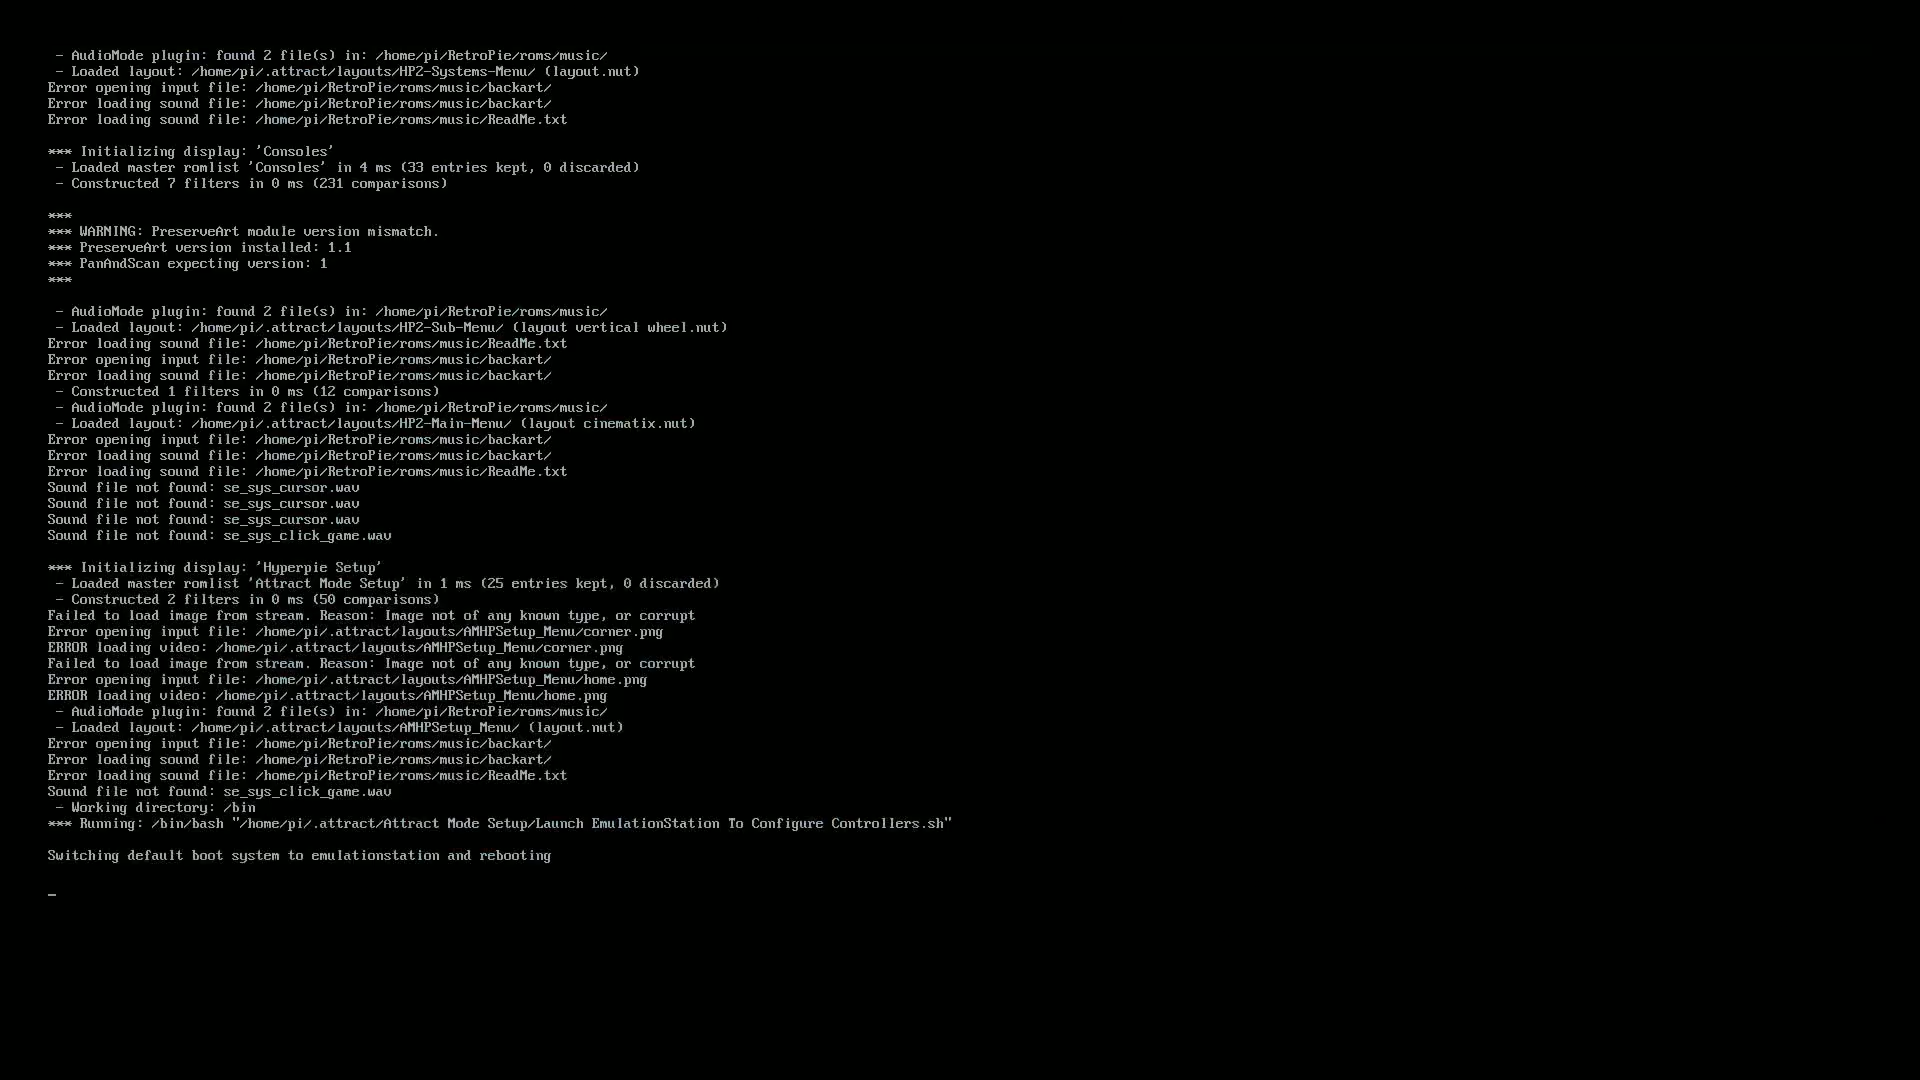 - AudioMode plugin: found 2 file(s) in: /home/pi/RetroPie/roms/music/
- Loaded layout: /home/pi/.attract/layouts/HP2-Systems-Menu/ (layout.nut)
Error opening input file: /home/pi/RetroPie/roms/music/backart/
Error loading sound file: /home/pi/RetroPie/roms/music/backart/
Error loading sound file: /home/pi/RetroPie/roms/music/ReadMe.txt
*** Initializing display: 'Consoles'
- Loaded master romlist 'Consoles' in 4 ms (33 entries kept, 0 discarded)
- Constructed 7 filters in 0 ms (231 comparisons)
***
*** WARNING: PreserveArt module version mismatch.
*** PreserveArt version installed: 1.1
*** PanAndScan expecting version: 1
***
- AudioMode plugin: found 2 file(s) in: /home/pi/RetroPie/roms/music/
- Loaded layout: /home/pi/.attract/layouts/HP2-Sub-Menu/ (layout vertical wheel.nut)
Error loading sound file: /home/pi/RetroPie/roms/music/ReadMe.txt
Error opening input file: /home/pi/RetroPie/roms/music/backart/
Error loading sound file: /home/pi/RetroPie/roms/music/backart/
- Constructed 1 filters in 0 ms (12 comparisons)
- AudioMode plugin: found 2 file(s) in: /home/pi/RetroPie/roms/music/
- Loaded layout: /home/pi/.attract/layouts/HP2-Main-Menu/ (layout cinematix.nut)
Error opening input file: /home/pi/RetroPie/roms/music/backart/
Error loading sound file: /home/pi/RetroPie/roms/music/backart/
Error loading sound file: /home/pi/RetroPie/roms/music/ReadMe.txt
Sound file not found: se_sys_cursor.wav
Sound file not found: se_sys_cursor.wav
Sound file not found: se_sys_cursor.wav
Sound file not found: se_sys_click_game.wav
*** Initializing display: 'Hyperpie Setup'
- Loaded master romlist 'Attract Mode Setup' in 1 ms (25 entries kept, 0 discarded)
- Constructed 2 filters in 0 ms (50 comparisons)
Failed to load image from stream. Reason: Image not of any known type, or corrupt
Error opening input file: /home/pi/.attract/layouts/AMHPSetup_Menu/corner.png
ERROR loading video: /home/pi/.attract/layouts/AMHPSetup_Menu/corner.png
Failed to load image from stream. Reason: Image not of any known type, or corrupt
Error opening input file: /home/pi/.attract/layouts/AMHPSetup_Menu/home.png
ERROR loading video: /home/pi/.attract/layouts/AMHPSetup_Menu/home.png
- AudioMode plugin: found 2 file(s) in: /home/pi/RetroPie/roms/music/
- Loaded layout: /home/pi/.attract/layouts/AMHPSetup_Menu/ (layout.nut)
Error opening input file: /home/pi/RetroPie/roms/music/backart/
Error loading sound file: /home/pi/RetroPie/roms/music/backart/
Error loading sound file: /home/pi/RetroPie/roms/music/ReadMe.txt
Sound file not found: se_sys_click_game.wav
- Working directory: /bin
*** Running: /bin/bash "/home/pi/.attract/Attract Mode Setup/Launch EmulationStation To Configure Controllers.sh"
Switching default boot system to emulationstation and rebooting
_